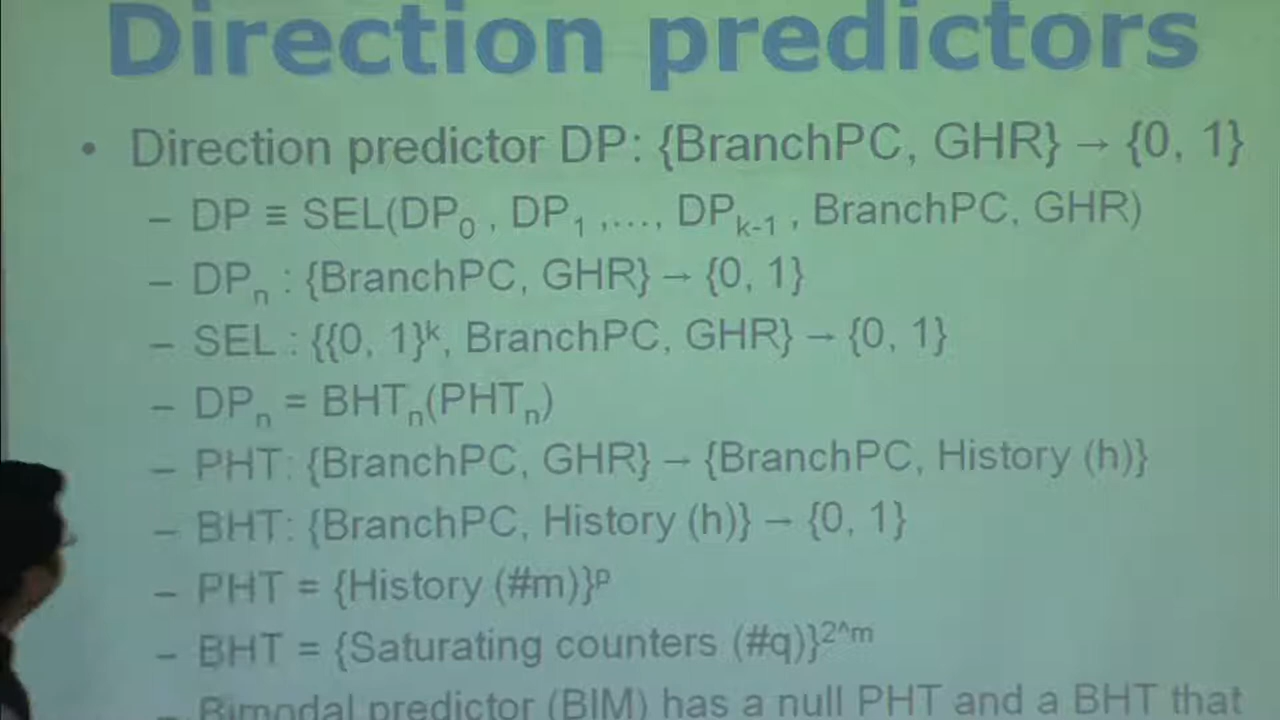 Direction predictors
• Direction predictor DP: {BranchPC, GHR} → {0, 1}
– DP ≡ SEL(DP₀ , DP₁ ,…., DPₖ₋₁ , BranchPC, GHR)
– DPₙ : {BranchPC, GHR} → {0, 1}
– SEL : {{0, 1}ᵏ, BranchPC, GHR} → {0, 1}
– DPₙ = BHTₙ(PHTₙ)
– PHT: {BranchPC, GHR} → {BranchPC, History (h)}
– BHT: {BranchPC, History (h)} → {0, 1}
– PHT = {History (#m)}ᵖ
– BHT = {Saturating counters (#q)}^2^m
– Bimodal predictor (BIM) has a null PHT and a BHT that